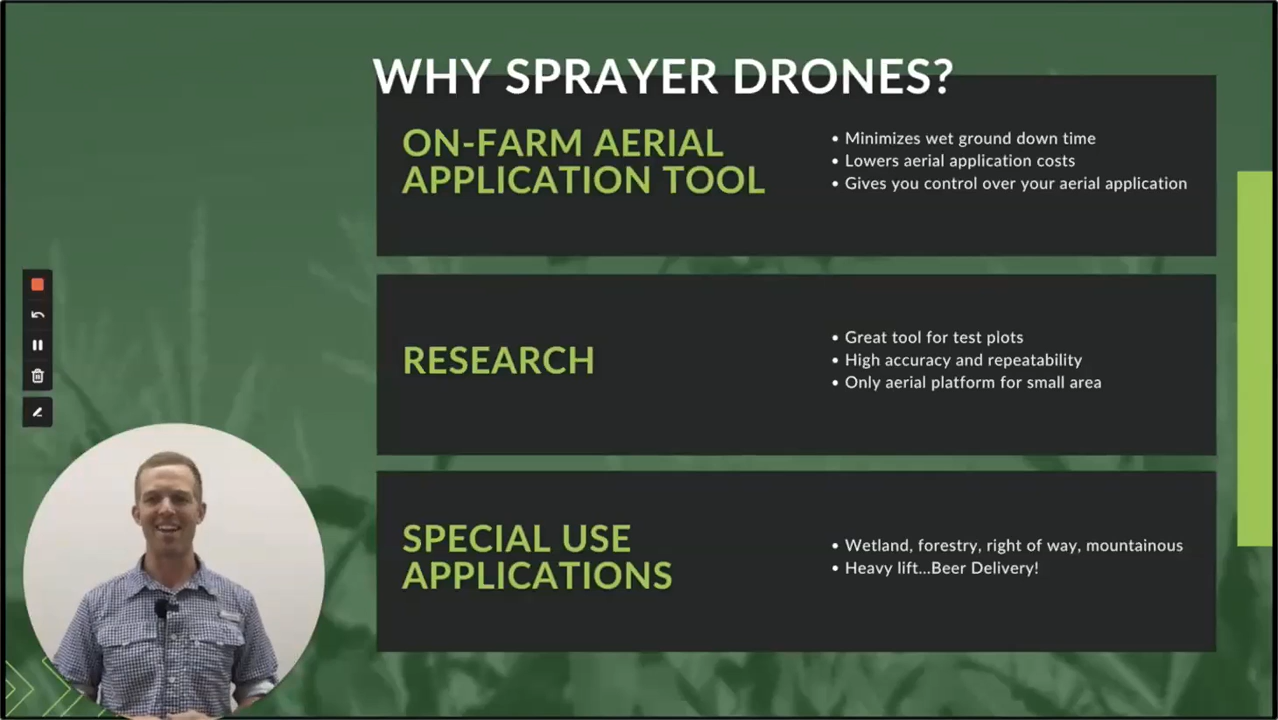 WHY SPRAYER DRONES?
ON-FARM AERIAL
APPLICATION TOOL
• Minimizes wet ground down time
• Lowers aerial application costs
• Gives you control over your aerial application
RESEARCH
• Great tool for test plots
• High accuracy and repeatability
• Only aerial platform for small area
SPECIAL USE
APPLICATIONS
• Wetland, forestry, right of way, mountainous
• Heavy lift...Beer Delivery!